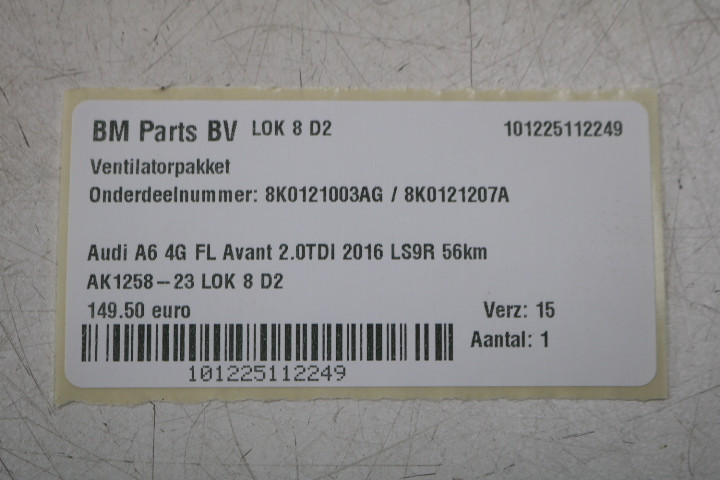 BM Parts BV LOK 8 D2 101225112249
Ventilatorpakket
Onderdeelnummer: 8K0121003AG / 8K0121207A
Audi A6 4G FL Avant 2.0TDI 2016 LS9R 56km
AK1258-23 LOK 8 D2
149.50 euro Verz: 15
Aantal: 1
101225112249